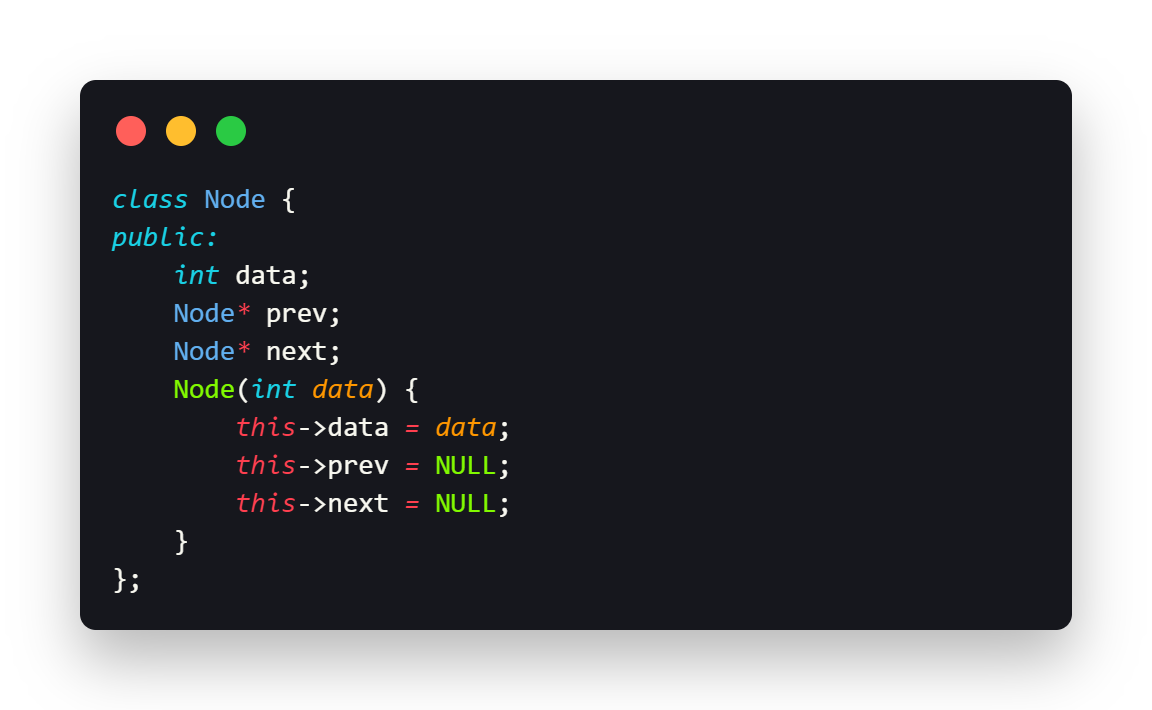 class Node {
public:
    int data;
    Node* prev;
    Node* next;
    Node(int data) {
        this->data = data;
        this->prev = NULL;
        this->next = NULL;
    }
};